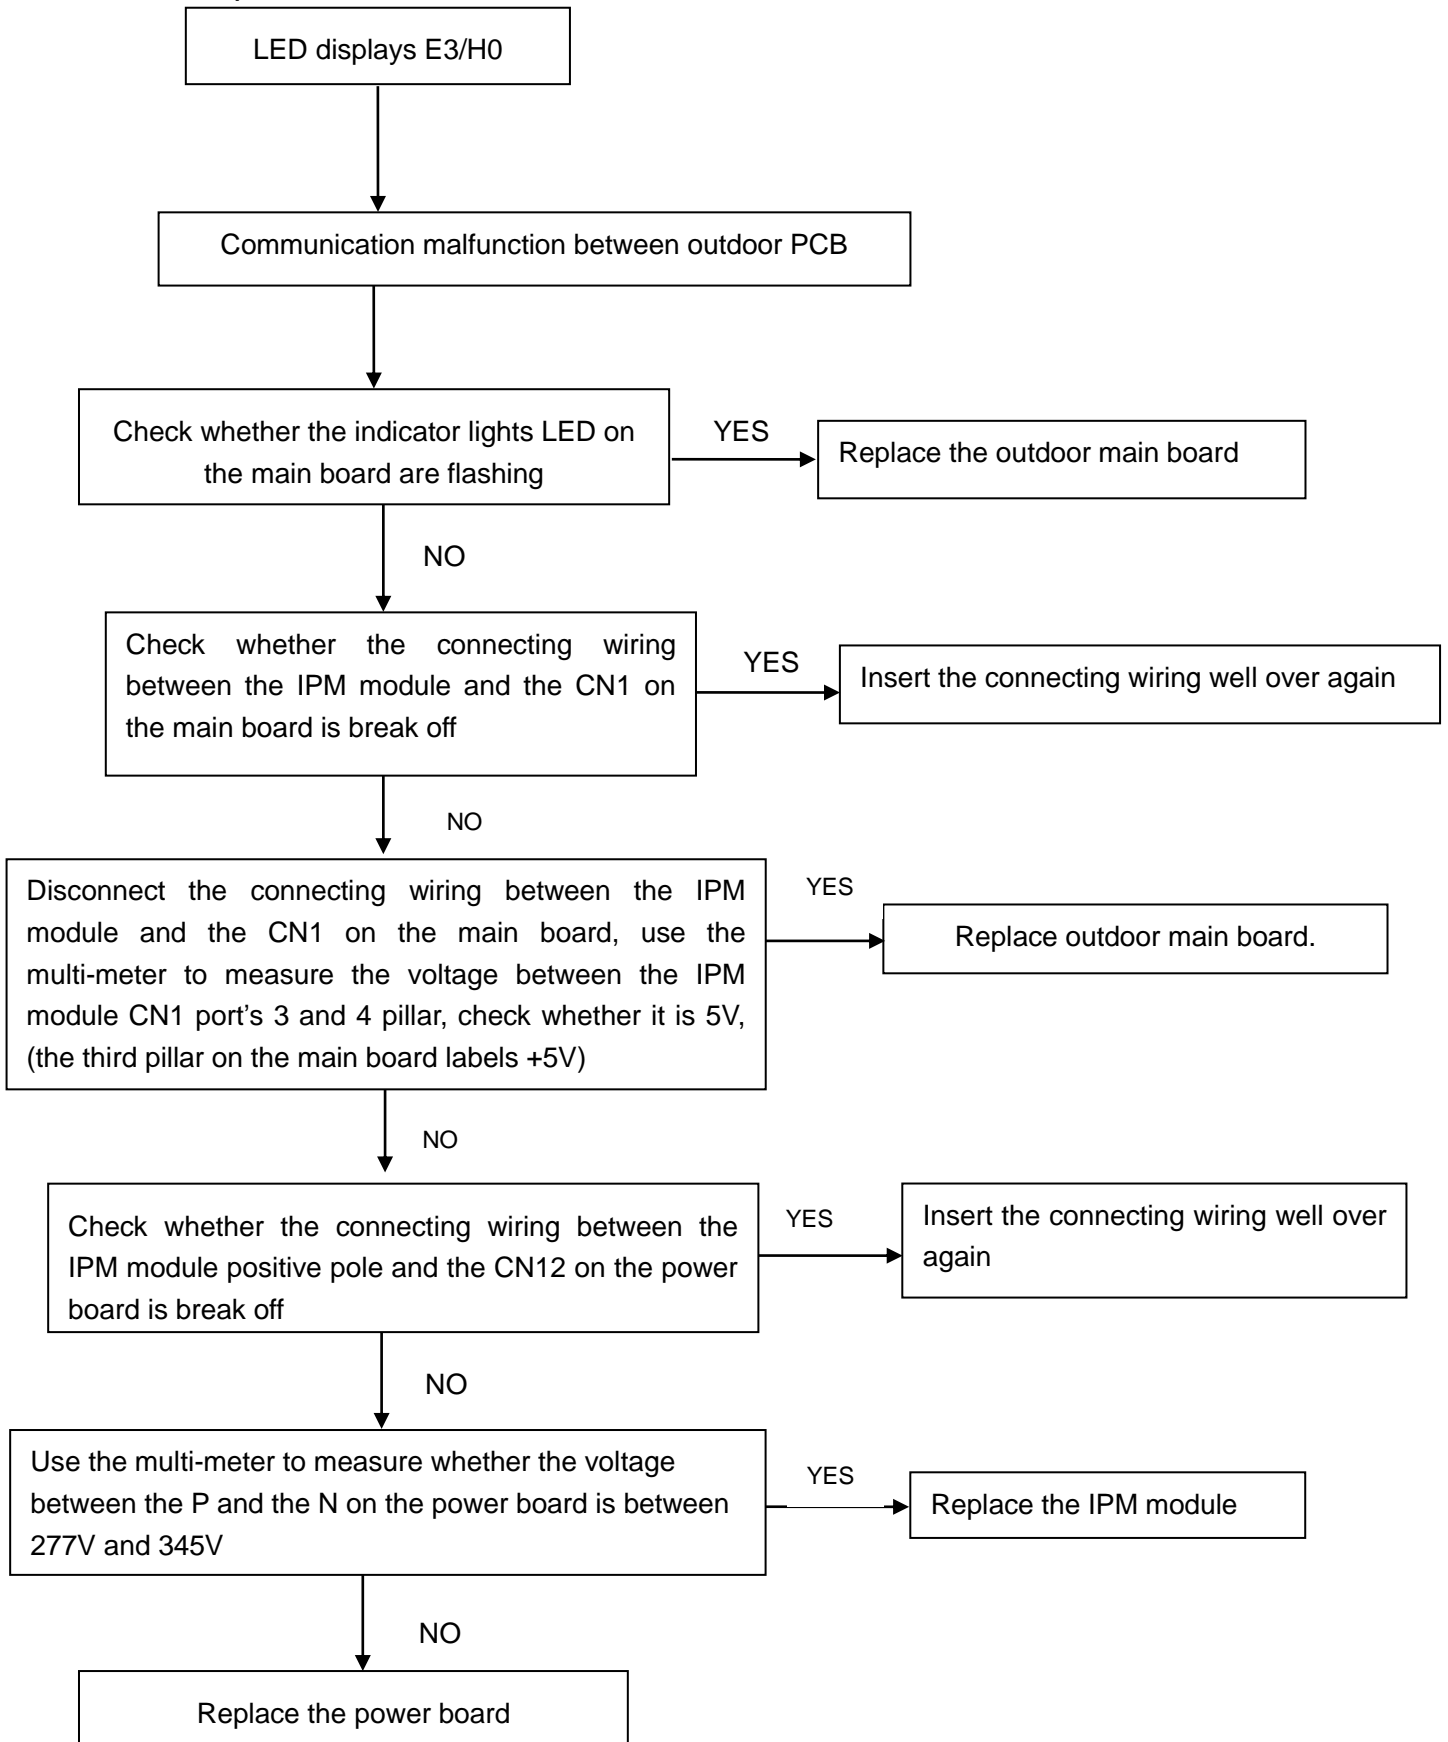 LED displays E3/H0
Communication malfunction between outdoor PCB
Check whether the indicator lights LED on
the main board are flashing
YES
Replace the outdoor main board
NO
Check whether the connecting wiring
between the IPM module and the CN1 on
the main board is break off
YES
Insert the connecting wiring well over again
NO
Disconnect the connecting wiring between the IPM
module and the CN1 on the main board, use the
multi-meter to measure the voltage between the IPM
module CN1 port’s 3 and 4 pillar, check whether it is 5V,
(the third pillar on the main board labels +5V)
YES
Replace outdoor main board.
NO
Check whether the connecting wiring between the
IPM module positive pole and the CN12 on the power
board is break off
YES
Insert the connecting wiring well over
again
NO
Use the multi-meter to measure whether the voltage
between the P and the N on the power board is between
277V and 345V
YES
Replace the IPM module
NO
Replace the power board